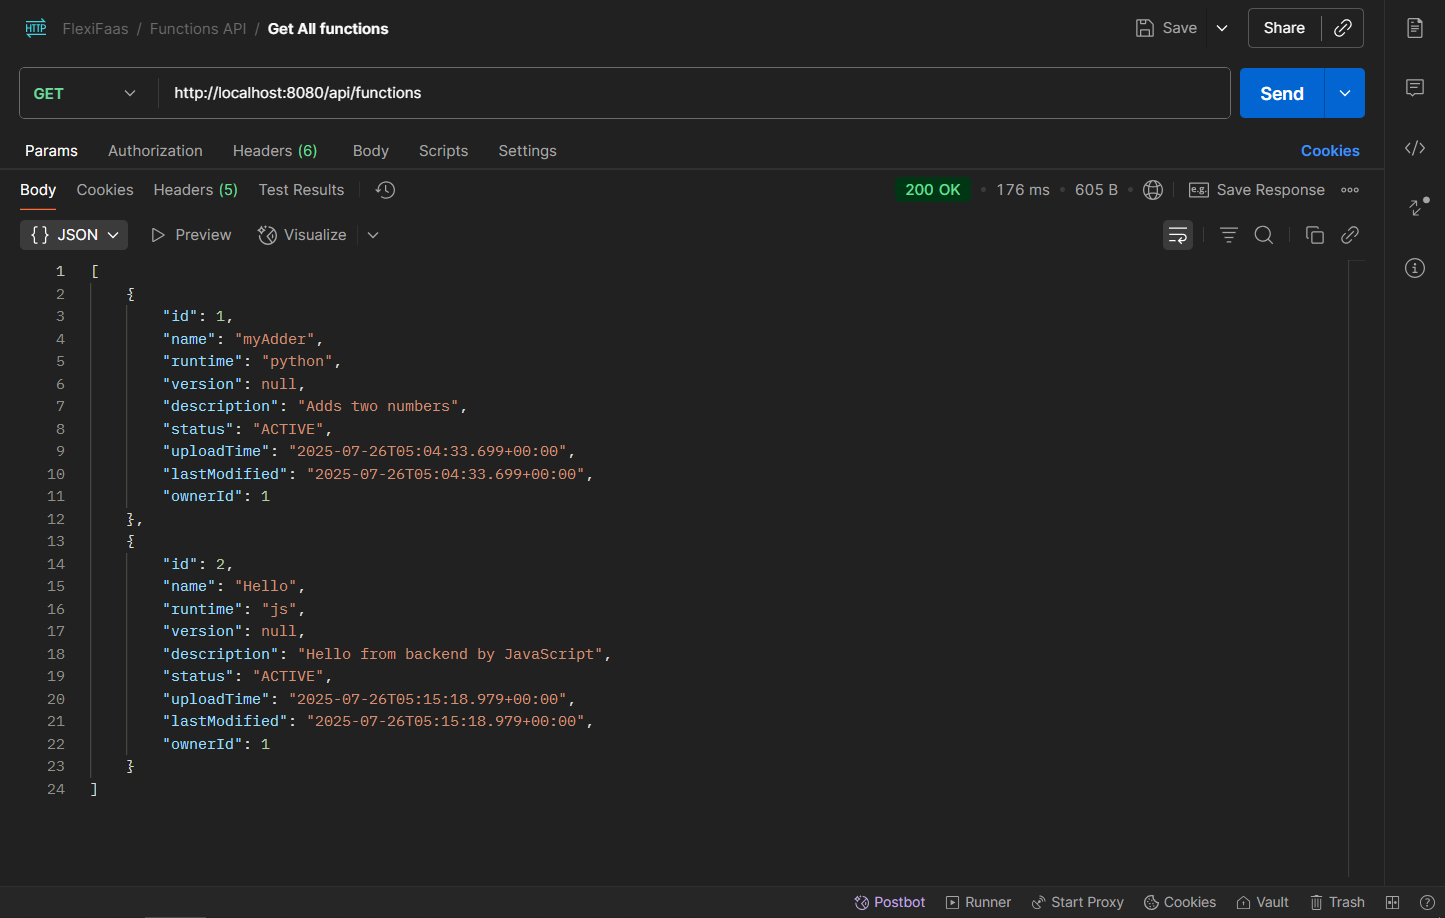 HTTP FlexiFaas / Functions API / Get All functions Save Share
GET http://localhost:8080/api/functions Send
Params Authorization Headers (6) Body Scripts Settings Cookies
Body Cookies Headers (5) Test Results 200 OK • 176 ms • 605 B • e.g. Save Response
{} JSON Preview Visualize
1 [
2 {
3 "id": 1,
4 "name": "myAdder",
5 "runtime": "python",
6 "version": null,
7 "description": "Adds two numbers",
8 "status": "ACTIVE",
9 "uploadTime": "2025-07-26T05:04:33.699+00:00",
10 "lastModified": "2025-07-26T05:04:33.699+00:00",
11 "ownerId": 1
12 },
13 {
14 "id": 2,
15 "name": "Hello",
16 "runtime": "js",
17 "version": null,
18 "description": "Hello from backend by JavaScript",
19 "status": "ACTIVE",
20 "uploadTime": "2025-07-26T05:15:18.979+00:00",
21 "lastModified": "2025-07-26T05:15:18.979+00:00",
22 "ownerId": 1
23 }
24 ]
Postbot Runner Start Proxy Cookies Vault Trash